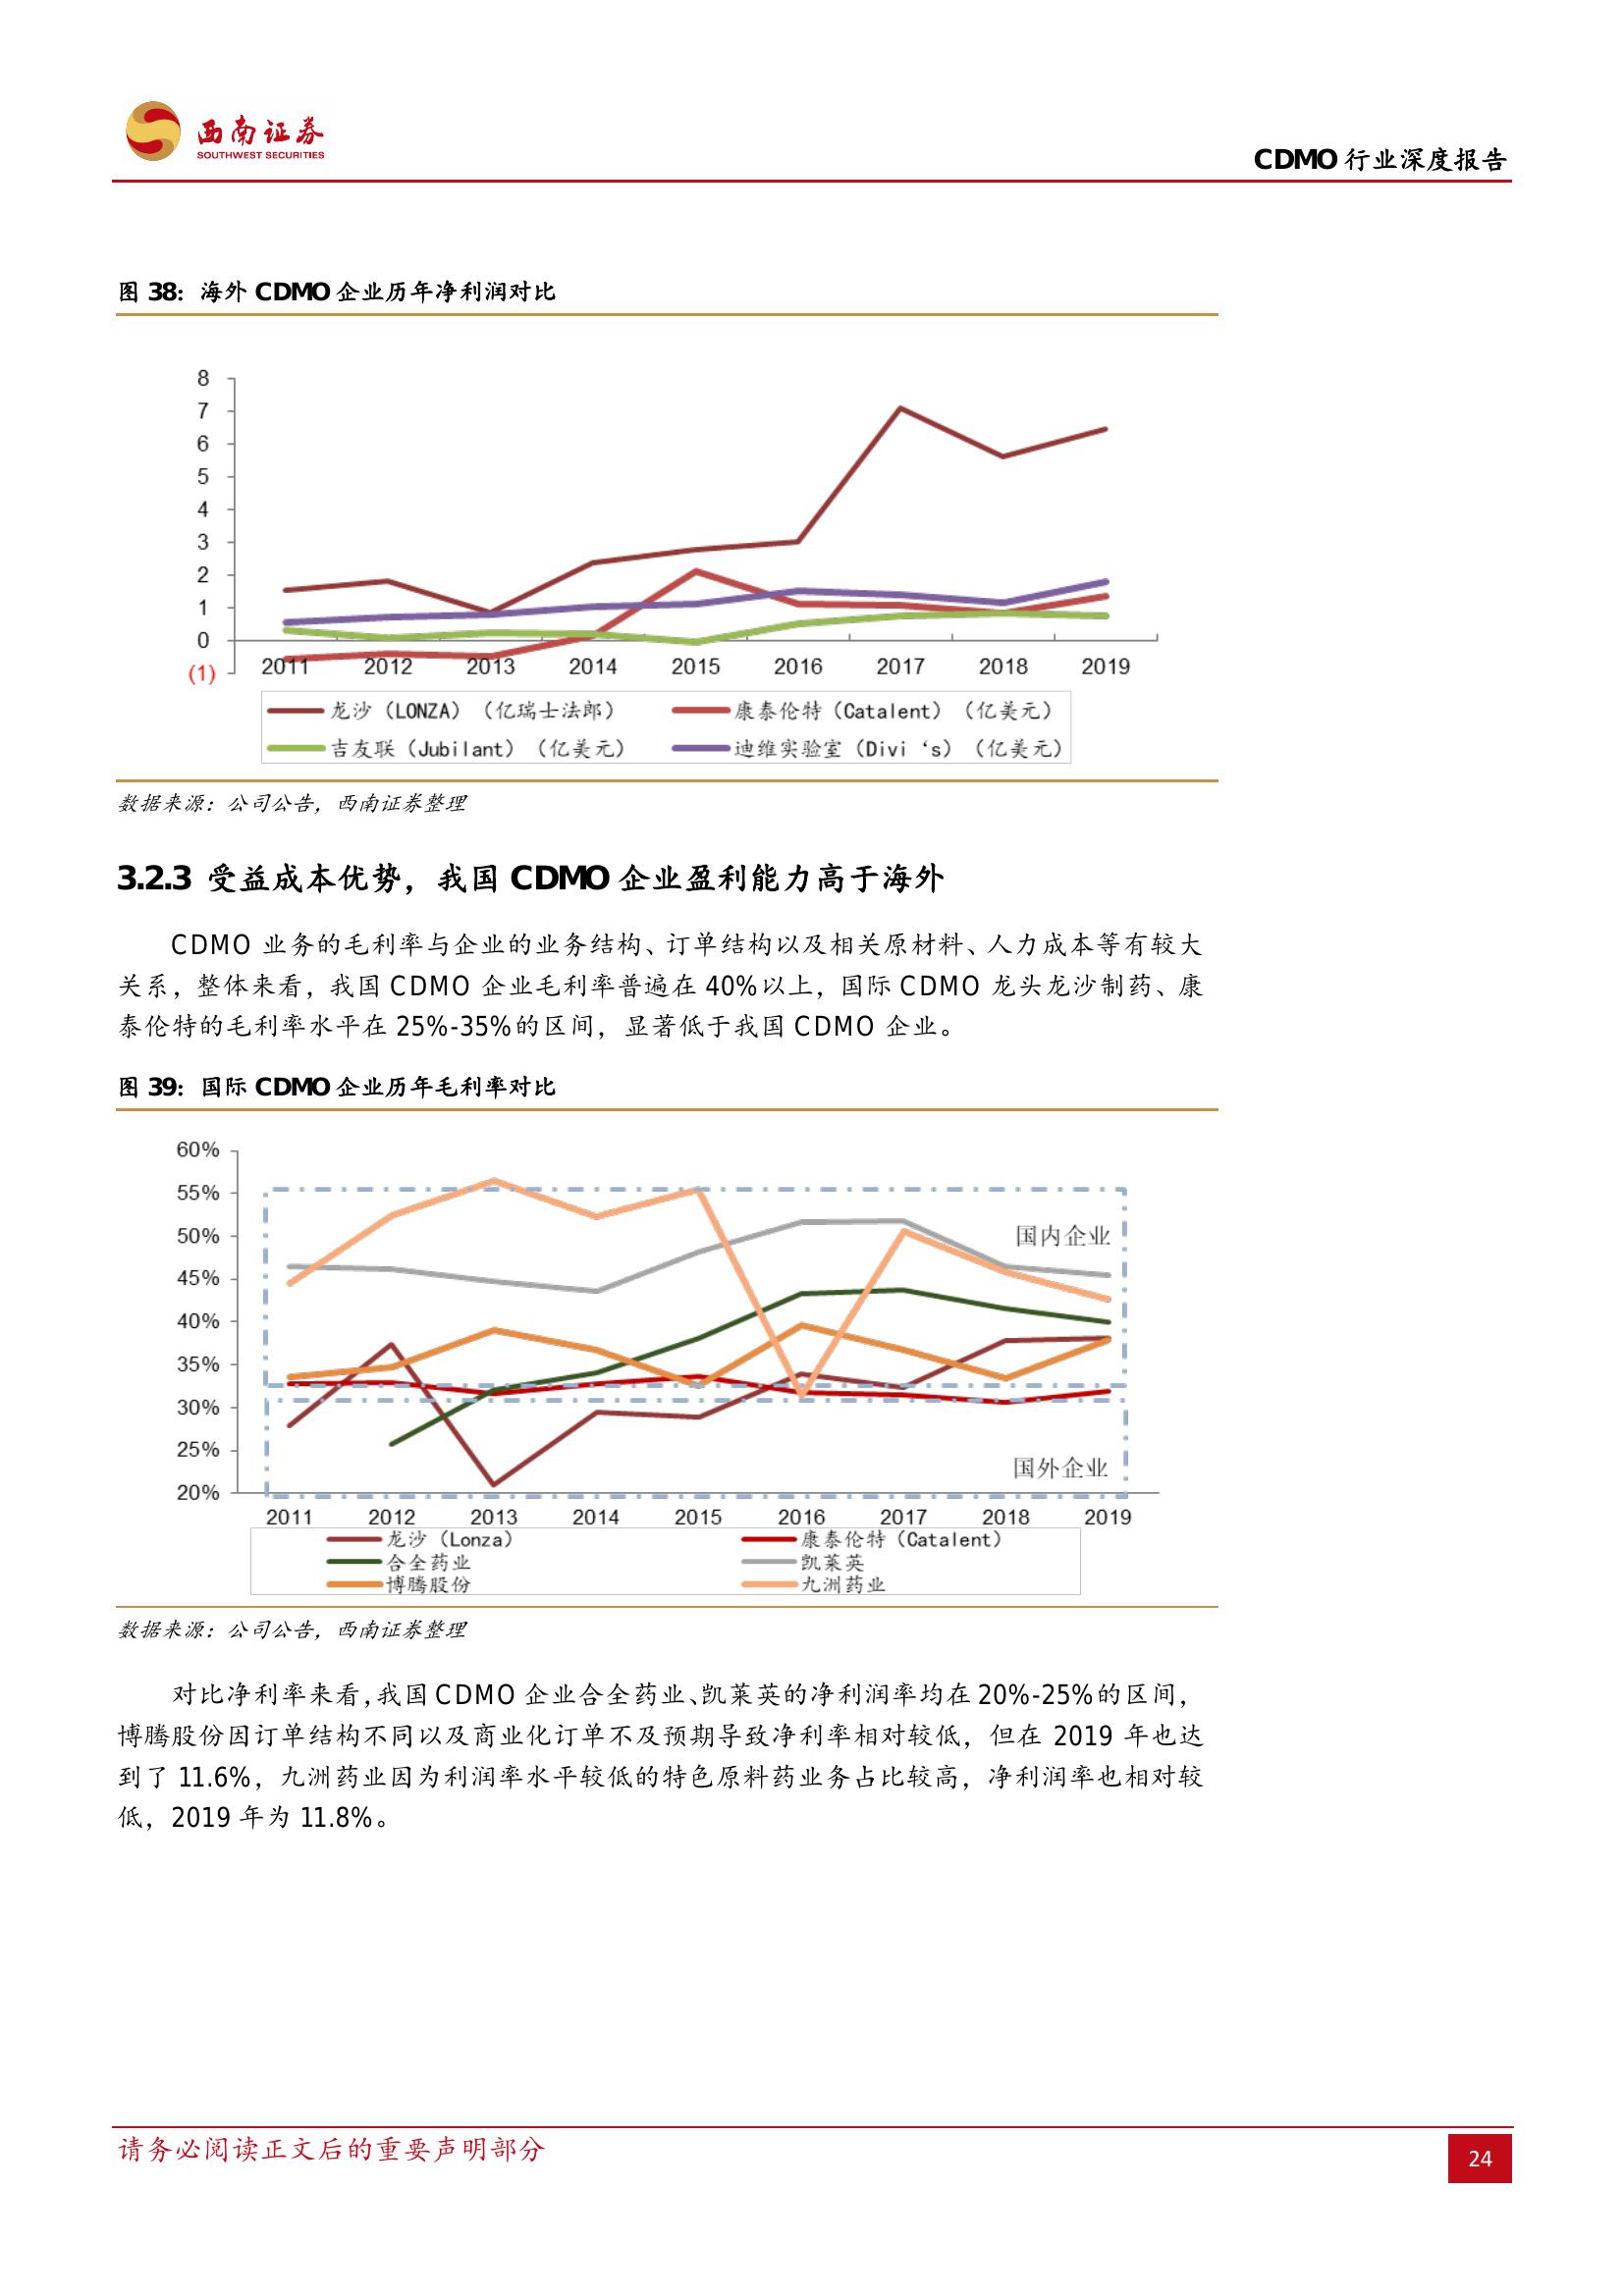 西南证券
SOUTHWEST SECURITIES
CDMO 行业深度报告
图 38：海外 CDMO 企业历年净利润对比
8
7
6
5
4
3
2
1
0
(1)
2011 2012 2013 2014 2015 2016 2017 2018 2019
龙沙（LONZA）（亿瑞士法郎） 康泰伦特（Catalent）（亿美元）
吉友联（Jubilant）（亿美元） 迪维实验室（Divi‘s）（亿美元）
数据来源：公司公告，西南证券整理
3.2.3 受益成本优势，我国 CDMO 企业盈利能力高于海外
CDMO 业务的毛利率与企业的业务结构、订单结构以及相关原材料、人力成本等有较大
关系，整体来看，我国 CDMO 企业毛利率普遍在 40%以上，国际 CDMO 龙头龙沙制药、康
泰伦特的毛利率水平在 25%-35%的区间，显著低于我国 CDMO 企业。
图 39：国际 CDMO 企业历年毛利率对比
60%
55%
50%
45%
40%
35%
30%
25%
20%
国内企业
国外企业
2011 2012 2013 2014 2015 2016 2017 2018 2019
龙沙（Lonza） 康泰伦特（Catalent）
合全药业 凯莱英
博腾股份 九洲药业
数据来源：公司公告，西南证券整理
对比净利率来看，我国 CDMO 企业合全药业、凯莱英的净利润率均在 20%-25%的区间，
博腾股份因订单结构不同以及商业化订单不及预期导致净利率相对较低，但在 2019 年也达
到了 11.6%，九洲药业因为利润率水平较低的特色原料药业务占比较高，净利润率也相对较
低，2019 年为 11.8%。
请务必阅读正文后的重要声明部分
24